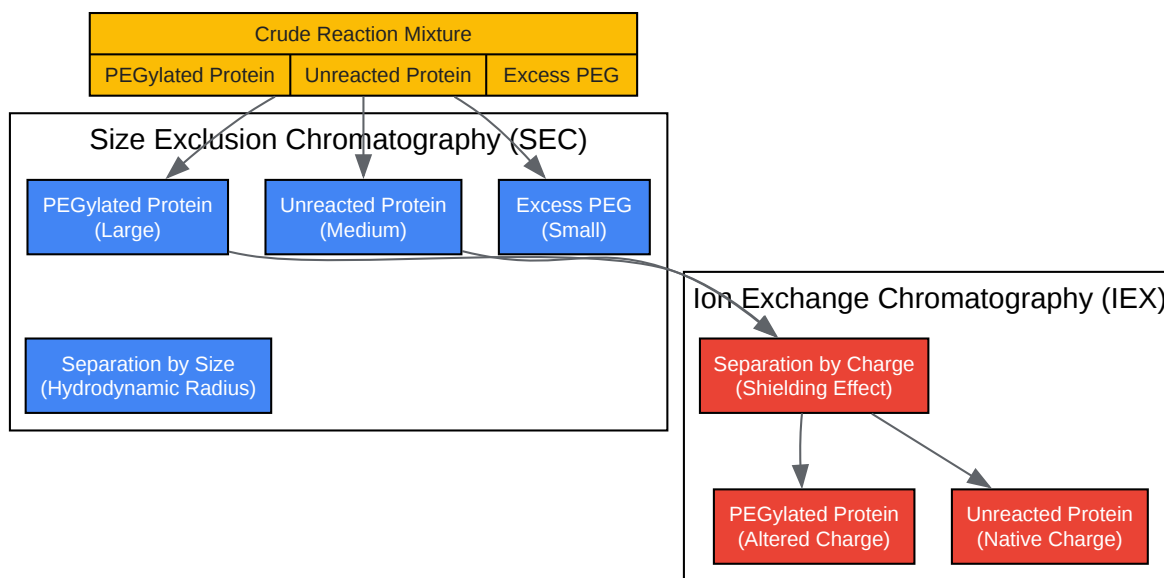 Crude Reaction Mixture
PEGylated Protein
Unreacted Protein
Excess PEG
Size Exclusion Chromatography (SEC)
PEGylated Protein
(Large)
Unreacted Protein
(Medium)
Excess PEG
(Small)
Separation by Size
(Hydrodynamic Radius)
Ion Exchange Chromatography (IEX)
Separation by Charge
(Shielding Effect)
PEGylated Protein
(Altered Charge)
Unreacted Protein
(Native Charge)